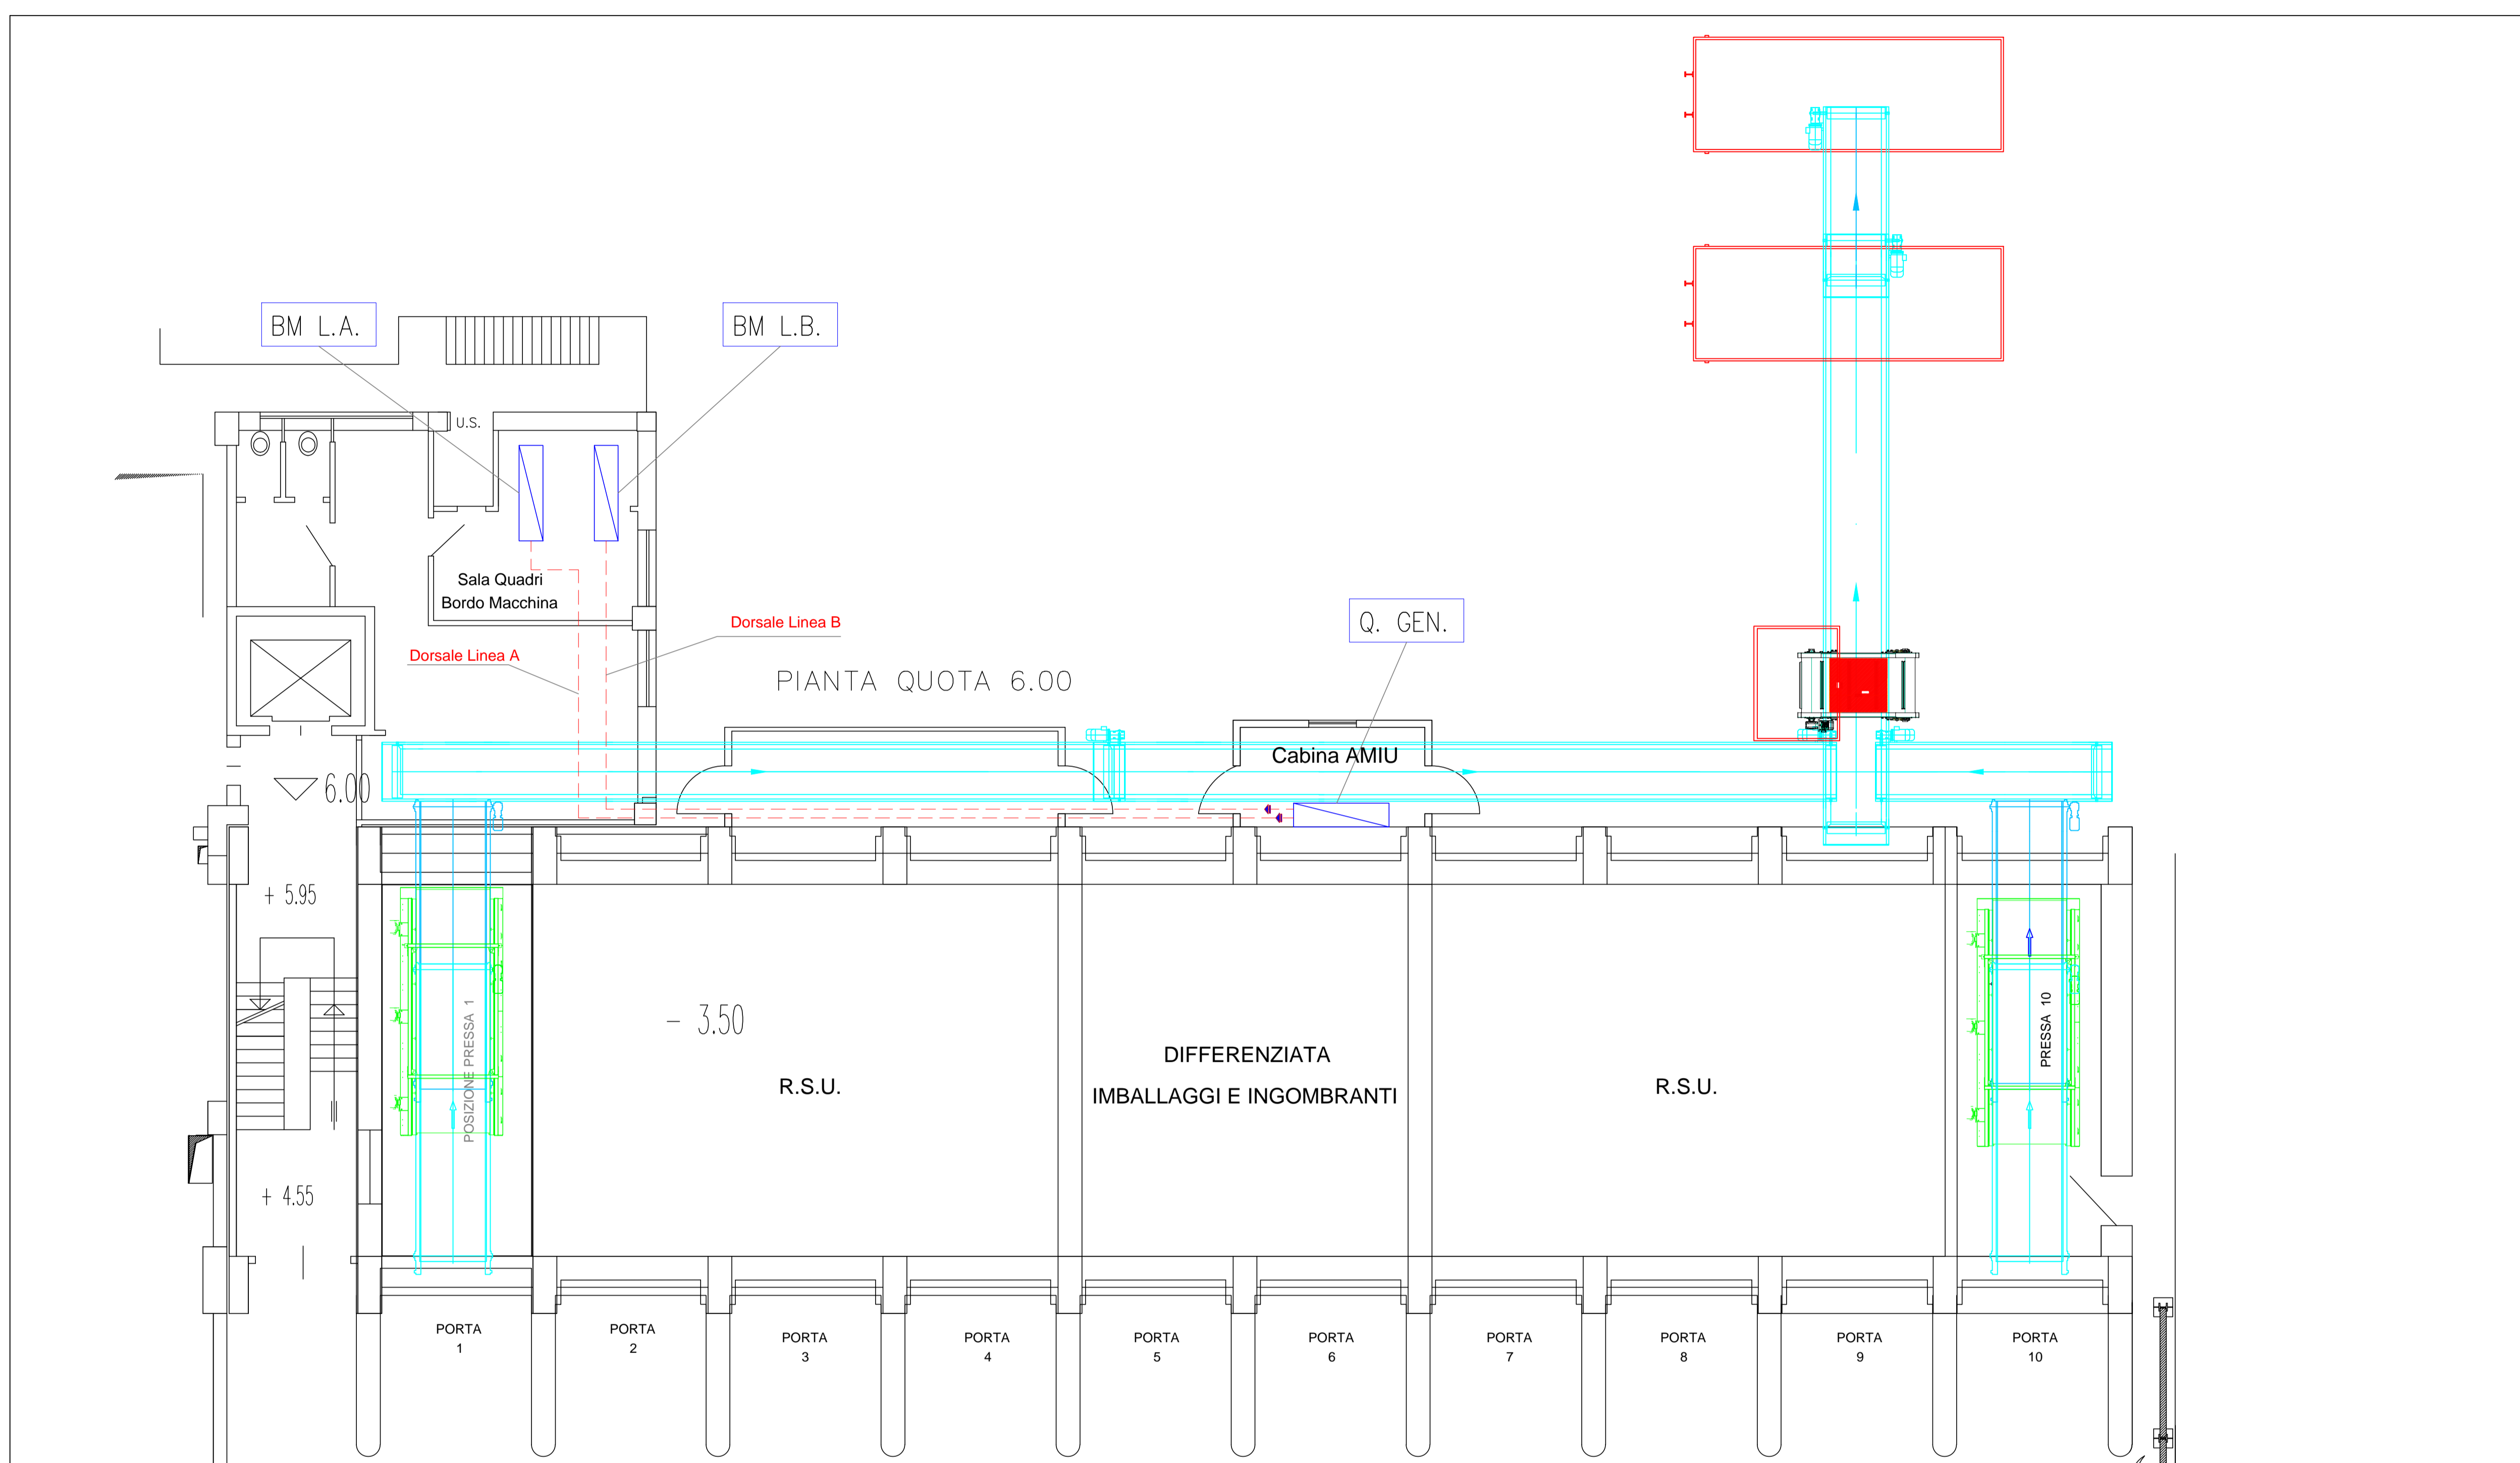 BM L.A.
BM L.B.
U.S.
Sala Quadri
Bordo Macchina
Dorsale Linea B
Dorsale Linea A
Q. GEN.
PIANTA QUOTA 6.00
Cabina AMIU
6.00
+ 5.95
- 3.50
POSIZIONE PRESSA 1
PRESSA 10
DIFFERENZIATA
IMBALLAGGI E INGOMBRANTI
R.S.U.
R.S.U.
+ 4.55
PORTA
1
PORTA
2
PORTA
3
PORTA
4
PORTA
5
PORTA
6
PORTA
7
PORTA
8
PORTA
9
PORTA
10